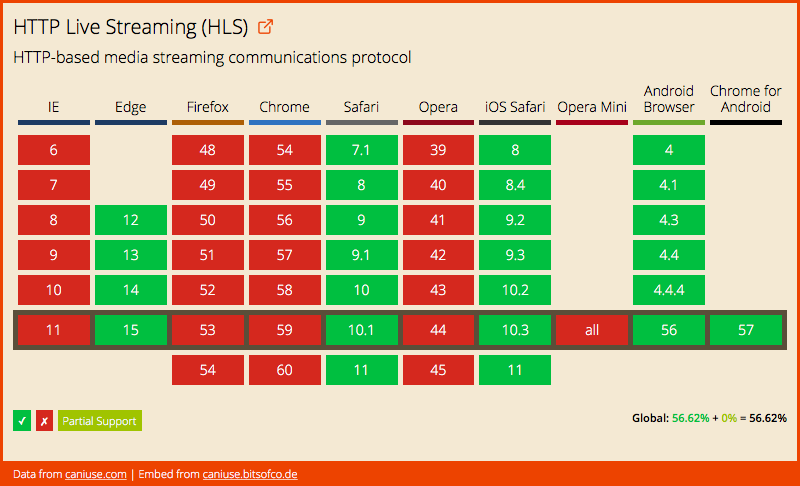 HTTP Live Streaming (HLS)
HTTP-based media streaming communications protocol
IE Edge Firefox Chrome Safari Opera iOS Safari Opera Mini Android Browser Chrome for Android
6 48 54 7.1 39 8 4
7 49 55 8 40 8.4 4.1
8 12 50 56 9 41 9.2 4.3
9 13 51 57 9.1 42 9.3 4.4
10 14 52 58 10 43 10.2 4.4.4
11 15 53 59 10.1 44 10.3 all 56 57
54 60 11 45 11
✓ ✗ Partial Support
Global: 56.62% + 0% = 56.62%
Data from caniuse.com | Embed from caniuse.bitsofco.de